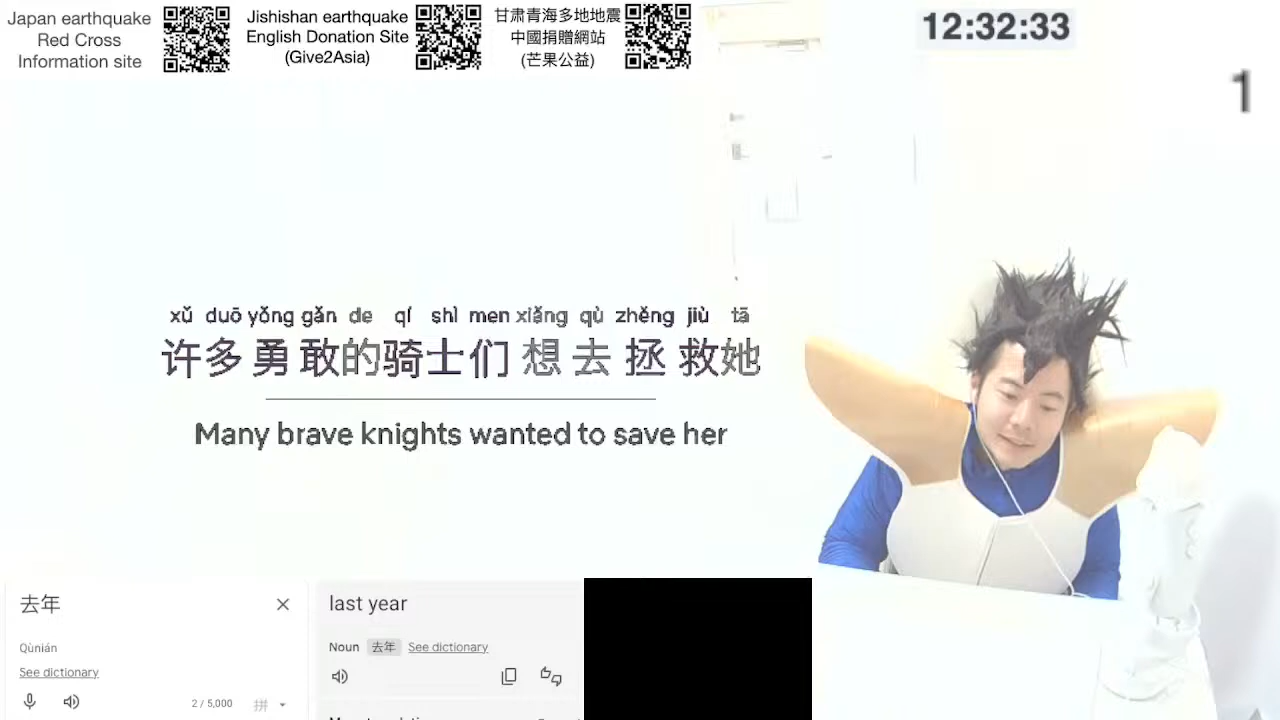 Japan earthquake
Red Cross
Information site
Jishishan earthquake
English Donation Site
(Give2Asia)
甘肃青海多地地震
中國捐贈網站
(芒果公益)
12:32:33
1
xǔ duō yǒng gǎn de qí shì men xiǎng qù zhěng jiù tā
许多勇敢的骑士们想去拯救她
Many brave knights wanted to save her
去年
Qùnián
See dictionary
2 / 5,000
拼
last year
Noun 去年 See dictionary